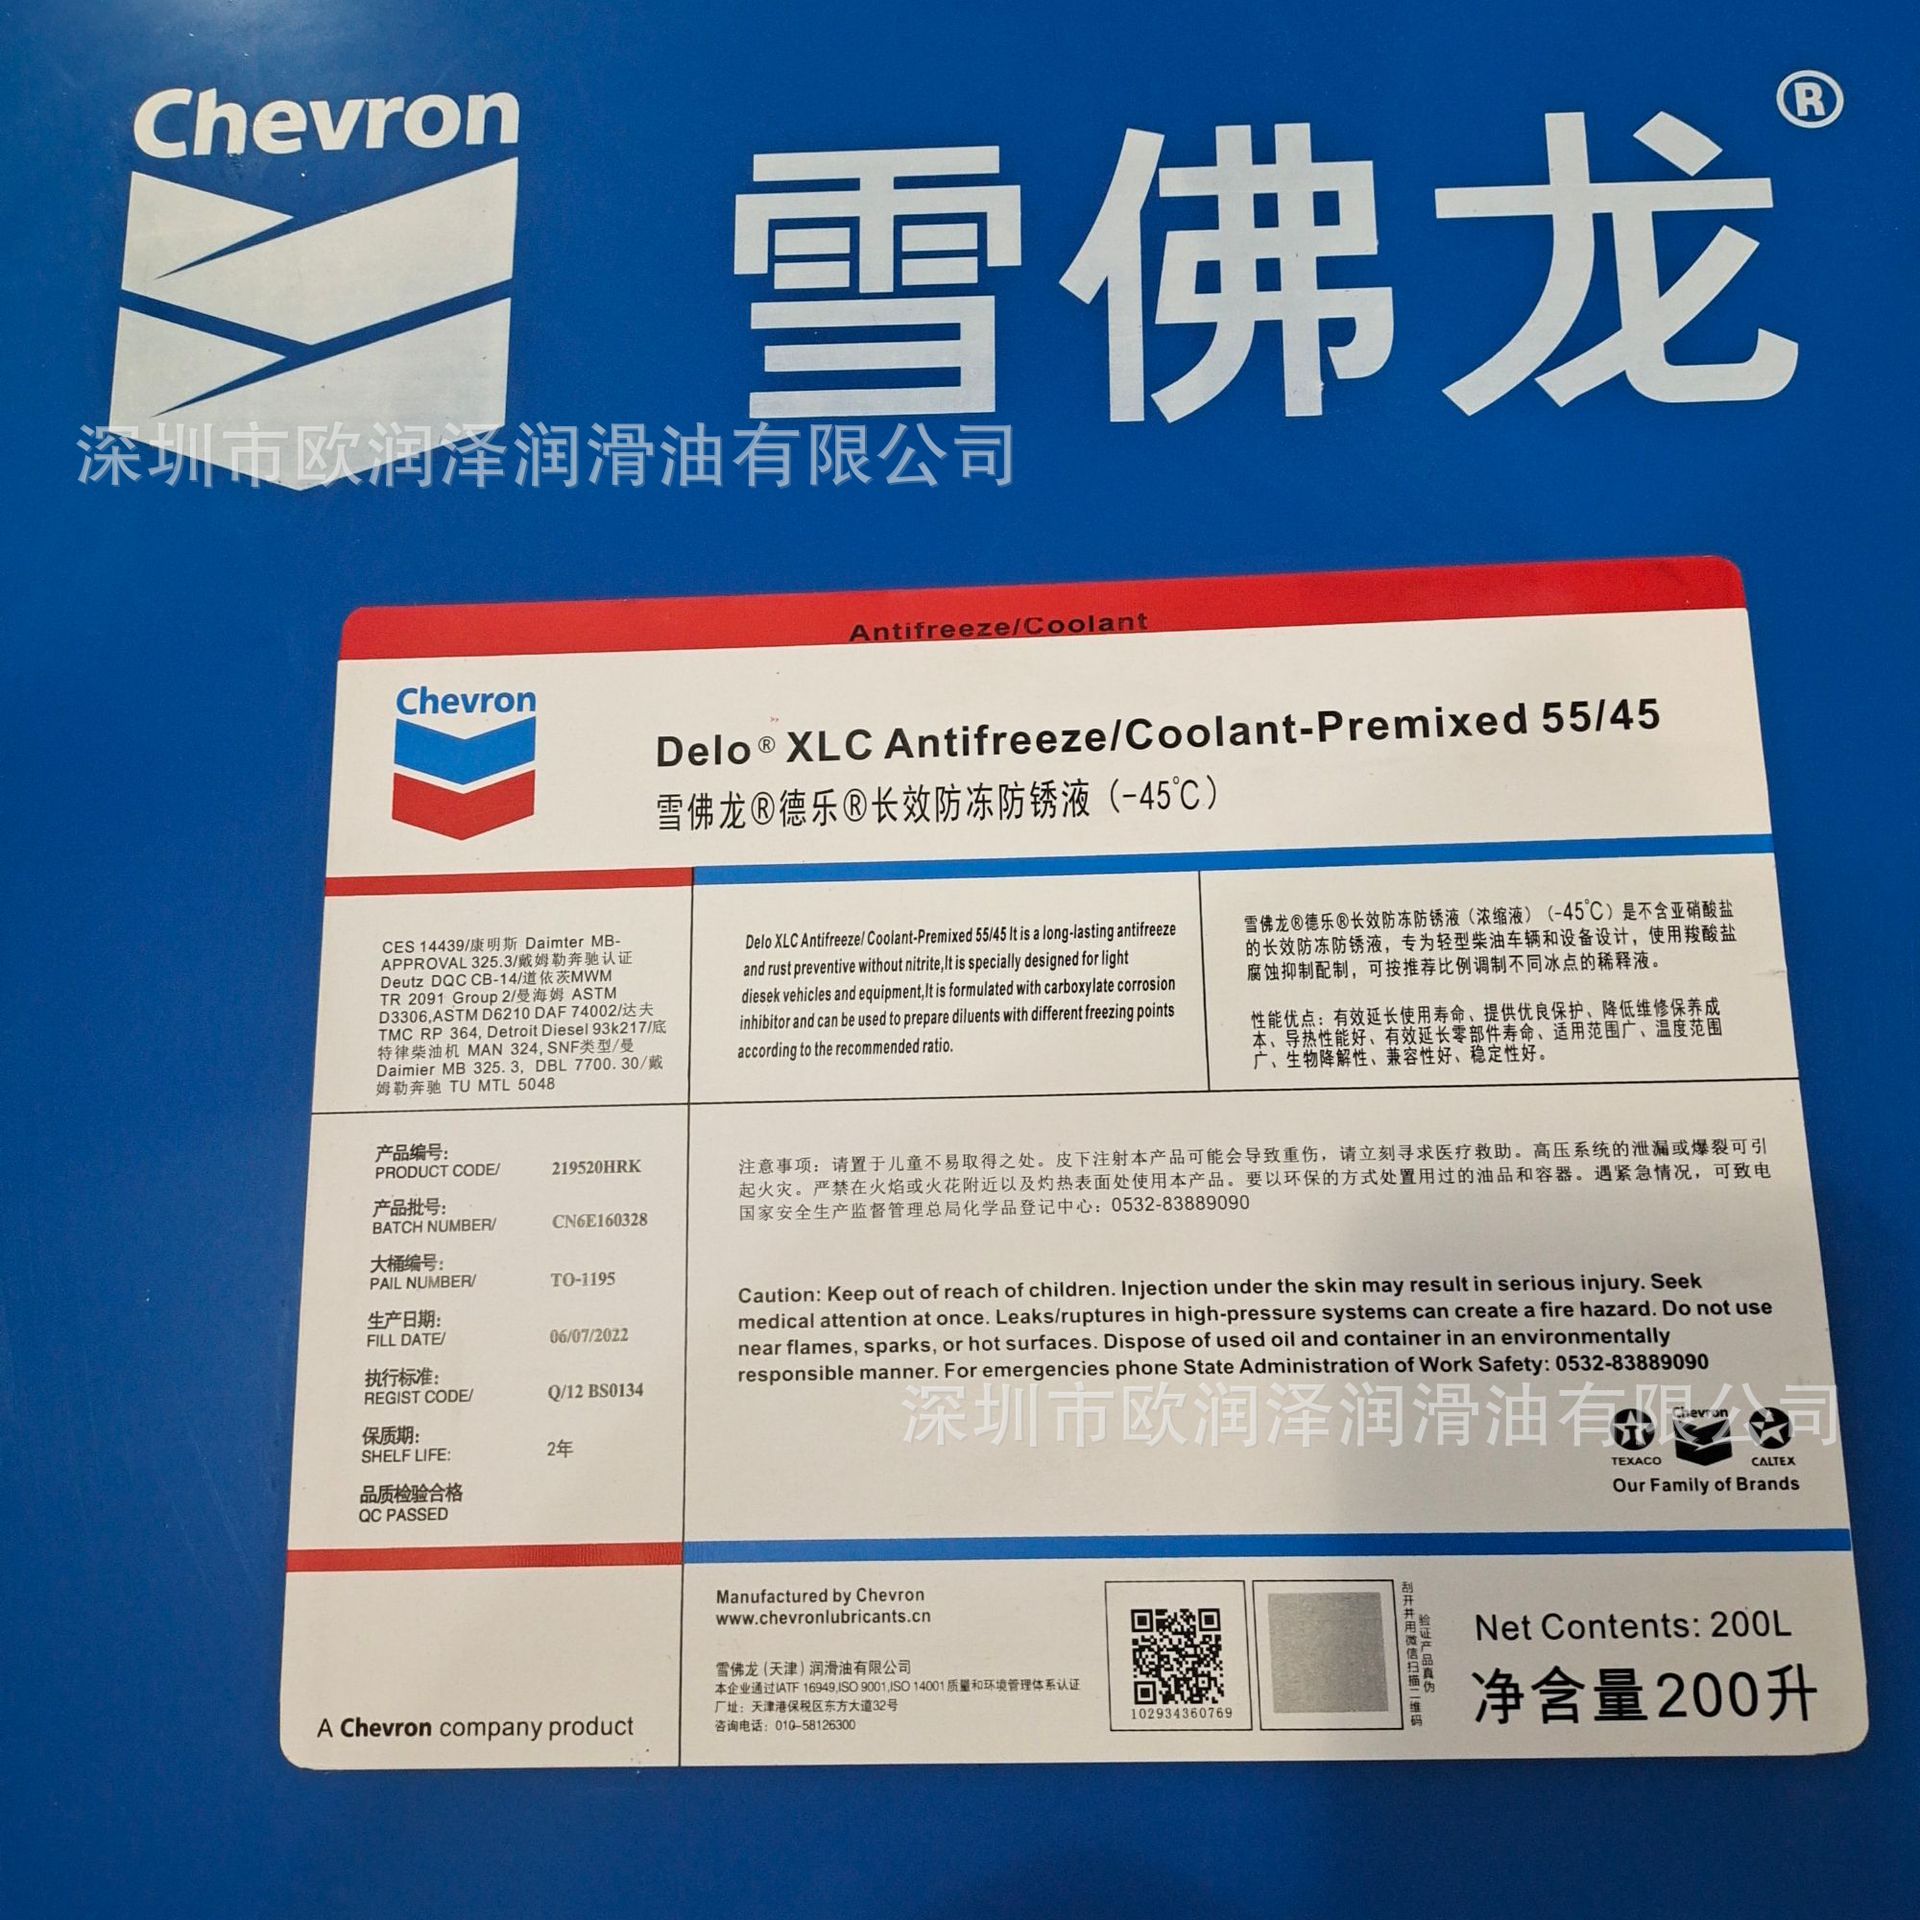 Chevron
雪佛龙®
深圳市欧润泽润滑油有限公司
Antifreeze/Coolant
Chevron
Delo® XLC Antifreeze/Coolant-Premixed 55/45
雪佛龙®德乐®长效防冻防锈液（-45℃）
CES 14439/康明斯 Daimter MB-
APPROVAL 325.3/戴姆勒奔驰认证
Deutz DQC CB-14/道依茨MWM
TR 2091 Group 2/曼海姆 ASTM
D3306,ASTM D6210 DAF 74002/达夫
TMC RP 364, Detroit Diesel 93k217/底
特律柴油机 MAN 324, SNF类型/曼
Daimier MB 325. 3, DBL 7700. 30/戴
姆勒奔驰 TU MTL 5048
Delo XLC Antifreeze/ Coolant-Premixed 55/45 It is a long-lasting antifreeze
and rust preventive without nitrite,It is specially designed for light
diesek vehicles and equipment,It is formulated with carboxylate corrosion
inhibitor and can be used to prepare diluents with different freezing points
according to the recommended ratio.
雪佛龙®德乐®长效防冻防锈液（浓缩液）（-45℃）是不含亚硝酸盐
的长效防冻防锈液，专为轻型柴油车辆和设备设计，使用羧酸盐
腐蚀抑制配制，可按推荐比例调制不同冰点的稀释液。
性能优点：有效延长使用寿命、提供优良保护、降低维修保养成
本、导热性能好、有效延长零部件寿命、适用范围广、温度范围
广、生物降解性、兼容性好、稳定性好。
产品编号:
PRODUCT CODE/ 219520HRK
产品批号:
BATCH NUMBER/ CN6E160328
大桶编号:
PAIL NUMBER/ TO-1195
生产日期:
FILL DATE/ 06/07/2022
执行标准:
REGIST CODE/ Q/12 BS0134
保质期:
SHELF LIFE: 2年
品质检验合格
QC PASSED
注意事项：请置于儿童不易取得之处。皮下注射本产品可能会导致重伤，请立刻寻求医疗救助。高压系统的泄漏或爆裂可引
起火灾。严禁在火焰或火花附近以及灼热表面处使用本产品。要以环保的方式处置用过的油品和容器。遇紧急情况，可致电
国家安全生产监督管理总局化学品登记中心：0532-83889090
Caution: Keep out of reach of children. Injection under the skin may result in serious injury. Seek
medical attention at once. Leaks/ruptures in high-pressure systems can create a fire hazard. Do not use
near flames, sparks, or hot surfaces. Dispose of used oil and container in an environmentally
responsible manner. For emergencies phone State Administration of Work Safety: 0532-83889090
深圳市欧润泽润滑油有限公司
TEXACO Chevron CALTEX
Our Family of Brands
A Chevron company product
Manufactured by Chevron
www.chevronlubricants.cn
雪佛龙（天津）润滑油有限公司
本企业通过IATF 16949,ISO 9001,ISO 14001质量和环境管理体系认证
厂址：天津港保税区东方大道32号
咨询电话：010-58126300
102934360769
刮开并用微信扫描二维码
验证产品真伪
Net Contents: 200L
净含量200升